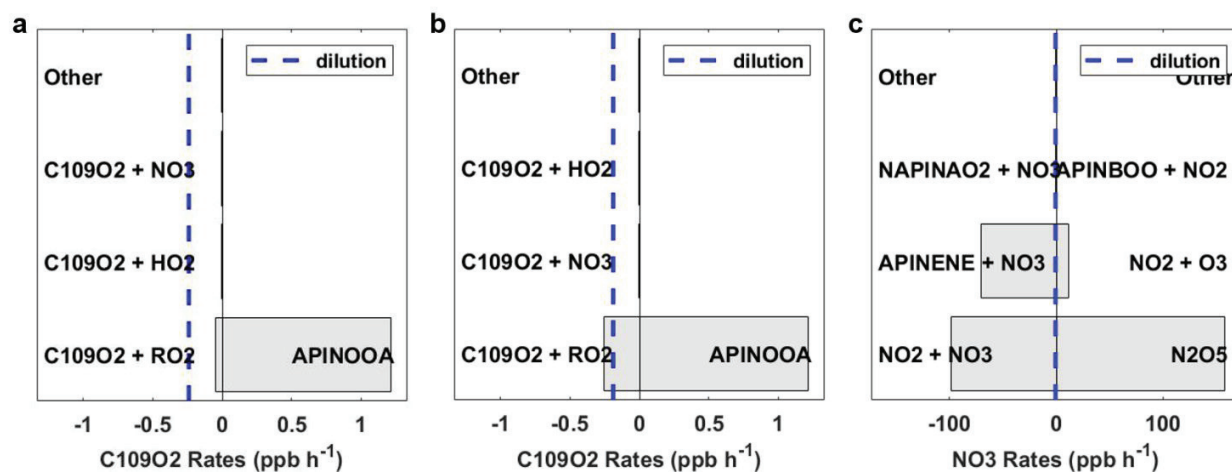 a
dilution
Other
C109O2 + NO3
C109O2 + HO2
C109O2 + RO2 APINOOA
-1 -0.5 0 0.5 1
C109O2 Rates (ppb h⁻¹)
b
dilution
Other
C109O2 + HO2
C109O2 + NO3
C109O2 + RO2 APINOOA
-1 -0.5 0 0.5 1
C109O2 Rates (ppb h⁻¹)
c
dilution
Other Other
NAPINAO2 + NO3 APINBOO + NO2
APINENE + NO3 NO2 + O3
NO2 + NO3 N2O5
-100 0 100
NO3 Rates (ppb h⁻¹)